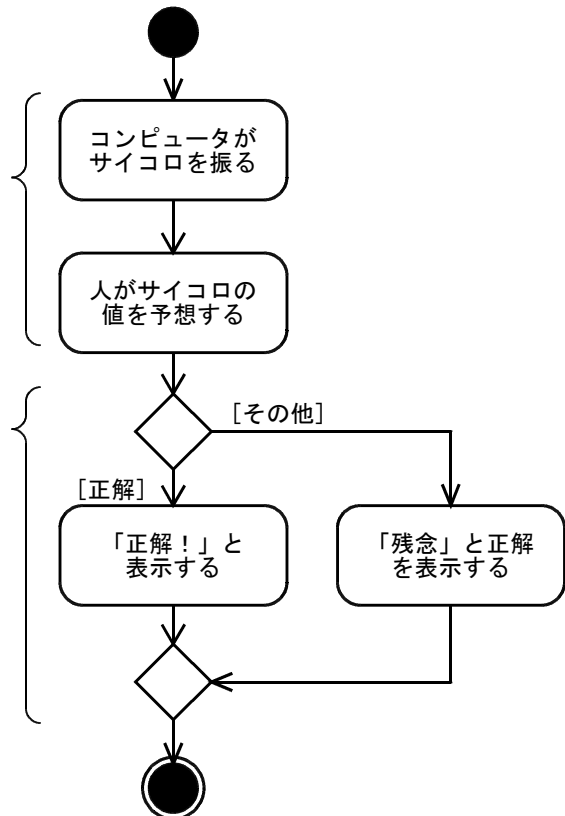 コンピュータが
サイコロを振る
人がサイコロの
値を予想する
[その他]
[正解]
「正解！」と
表示する
「残念」と正解
を表示する